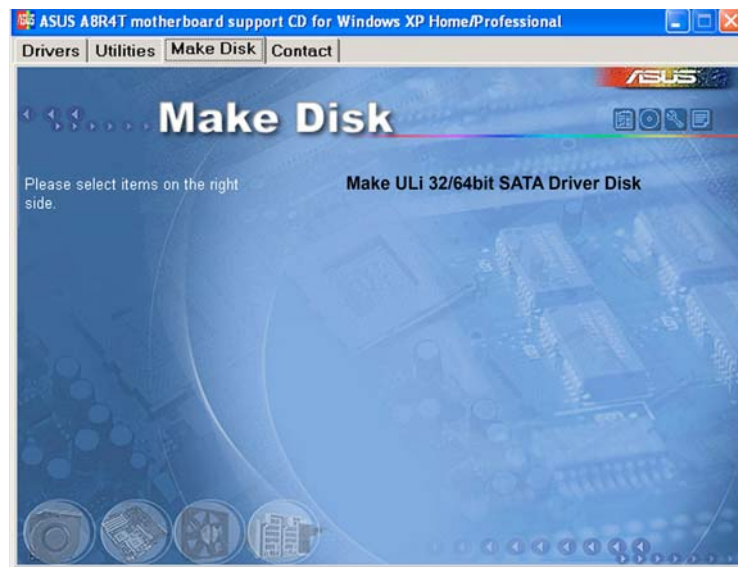 ASUS A8R4T motherboard support CD for Windows XP Home/Professional
Drivers Utilities Make Disk Contact
ASUS
Make Disk
Please select items on the right
side.
Make ULi 32/64bit SATA Driver Disk